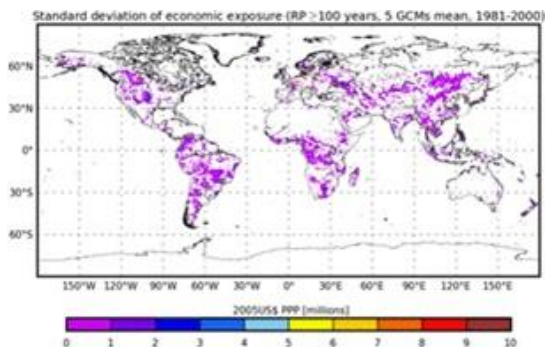 Standard deviation of economic exposure (RP≥100 years, 5 GCMs mean, 1981-2000)
60°N
30°N
0°
30°S
60°S
150°W 120°W 90°W 60°W 30°W 0° 30°E 60°E 90°E 120°E 150°E
2005US$ PPP [millions]
0 1 2 3 4 5 6 7 8 9 10